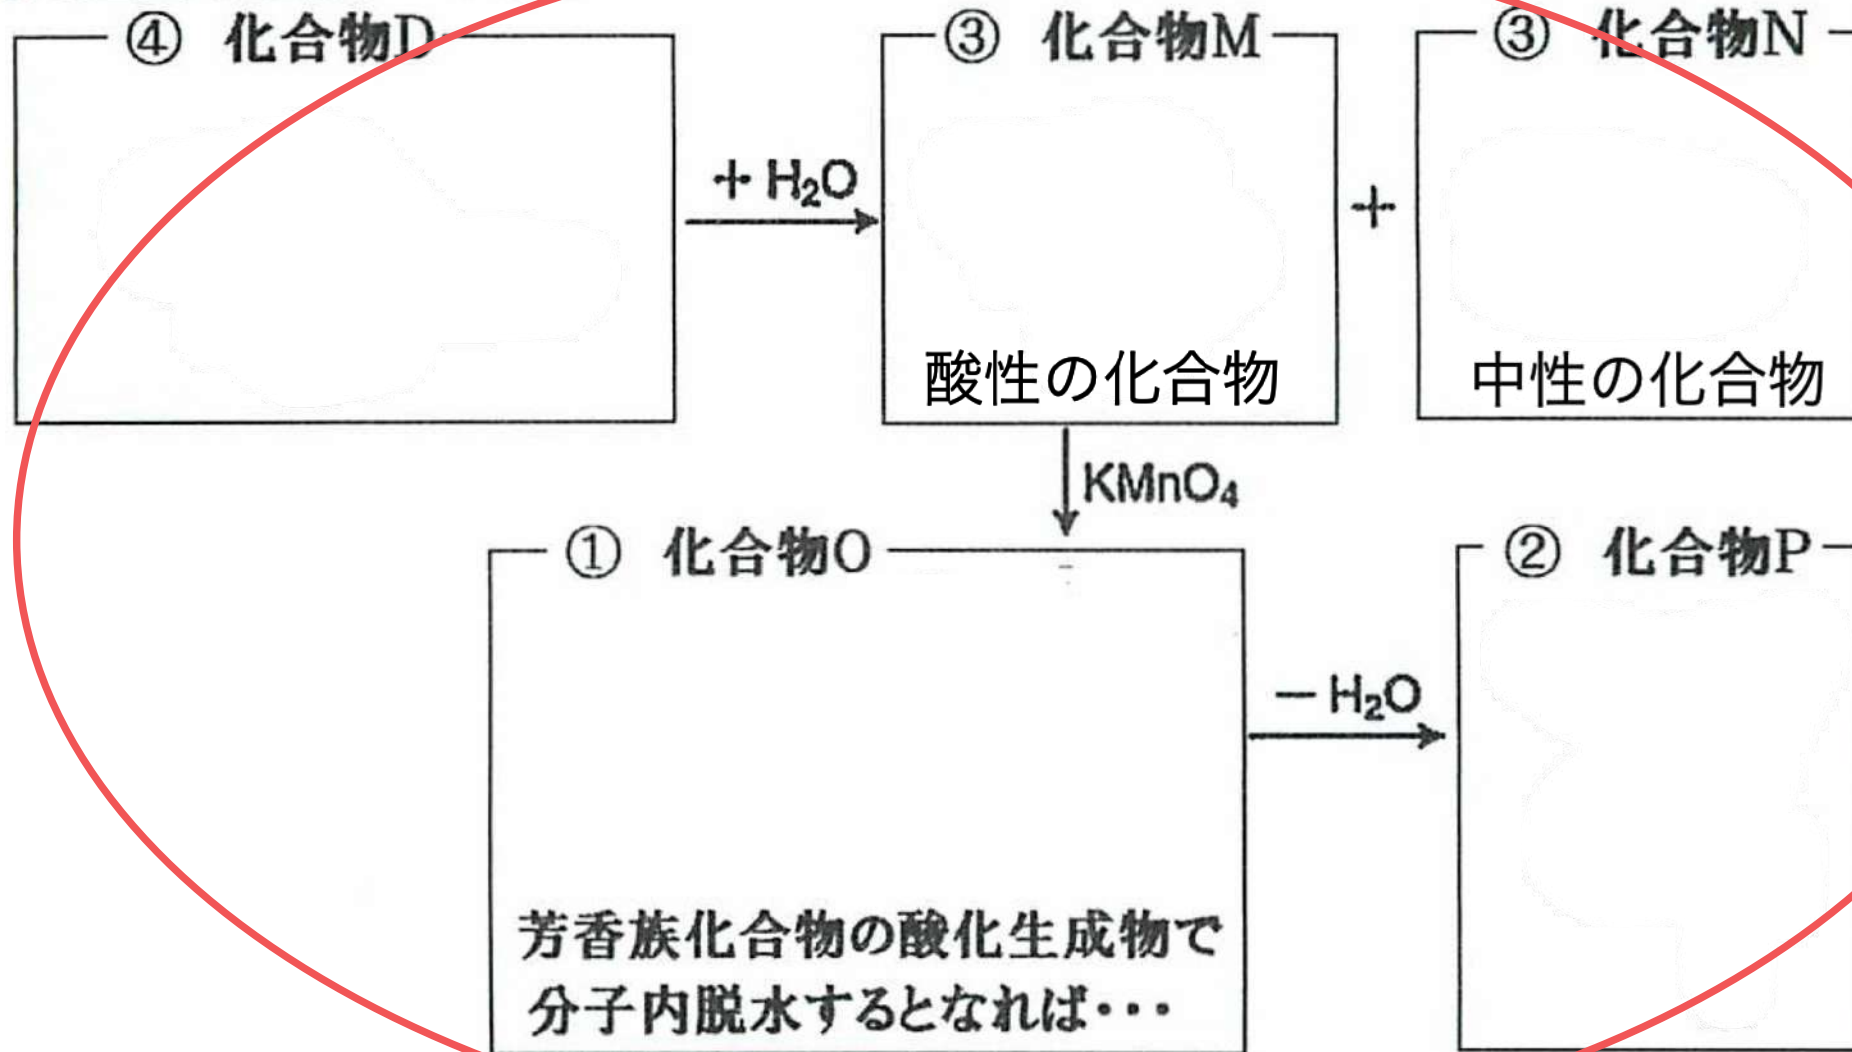 ④ 化合物D
③ 化合物M
③ 化合物N
+ H₂O
+
酸性の化合物
中性の化合物
KMnO₄
① 化合物O
② 化合物P
− H₂O
芳香族化合物の酸化生成物で
分子内脱水するとなれば・・・